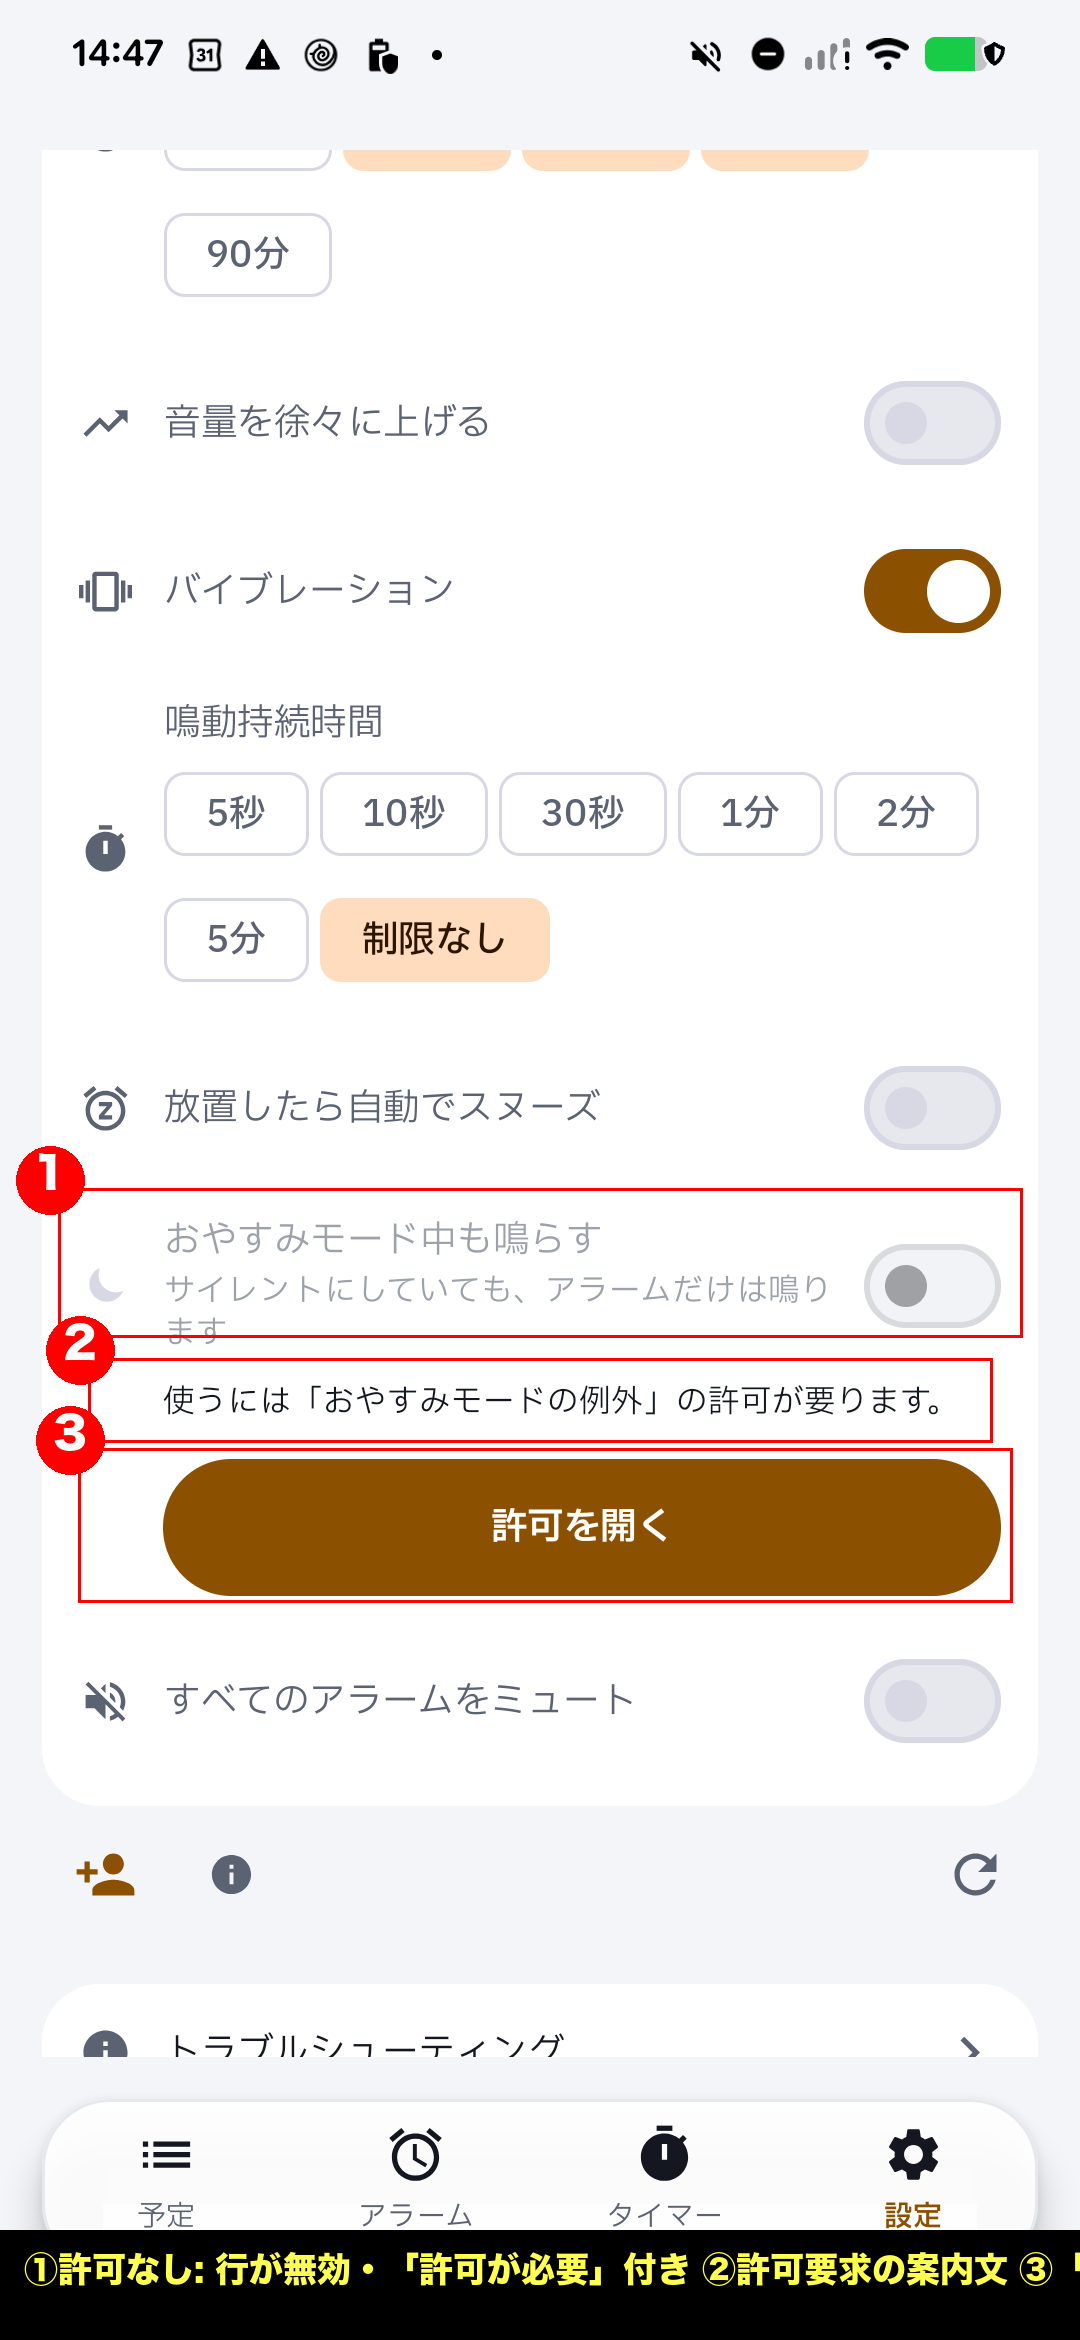 14:47
31
90分
音量を徐々に上げる
バイブレーション
鳴動持続時間
5秒 10秒 30秒 1分 2分
5分 制限なし
放置したら自動でスヌーズ
1
おやすみモード中も鳴らす
サイレントにしていても、アラームだけは鳴り
ます
2
使うには「おやすみモードの例外」の許可が要ります。
3
許可を開く
すべてのアラームをミュート
トラブルシューティング
予定 アラーム タイマー 設定
①許可なし: 行が無効・「許可が必要」付き ②許可要求の案内文 ③「